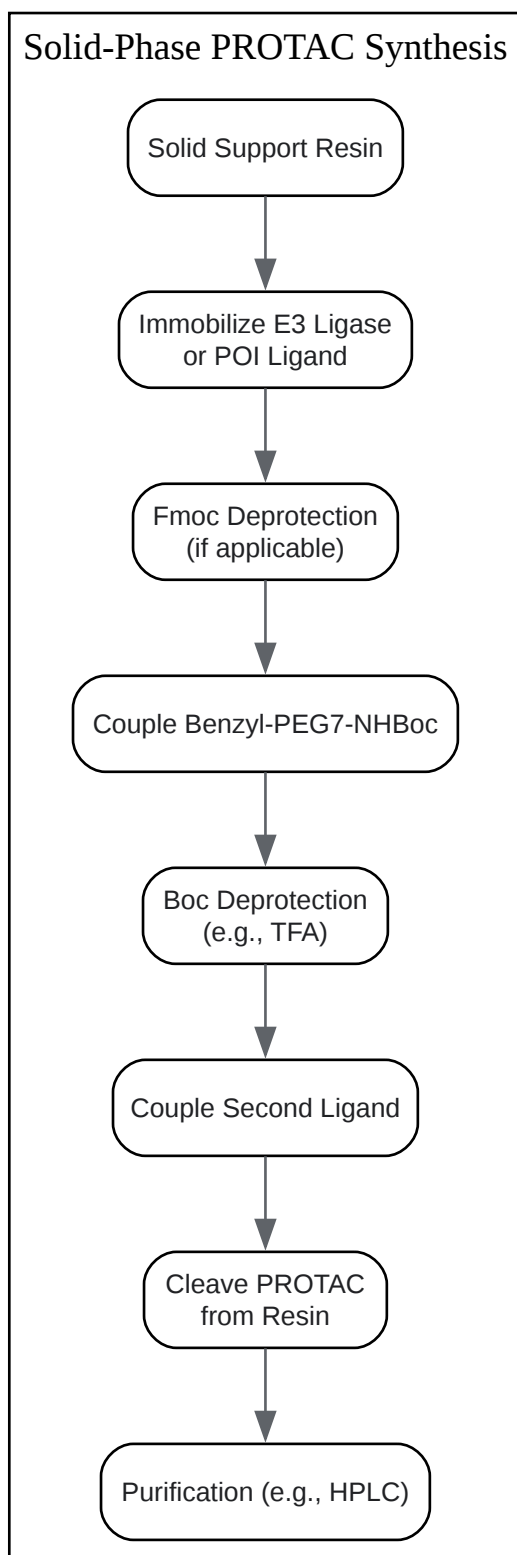 Solid-Phase PROTAC Synthesis
Solid Support Resin
Immobilize E3 Ligase
or POI Ligand
Fmoc Deprotection
(if applicable)
Couple Benzyl-PEG7-NHBoc
Boc Deprotection
(e.g., TFA)
Couple Second Ligand
Cleave PROTAC
from Resin
Purification (e.g., HPLC)